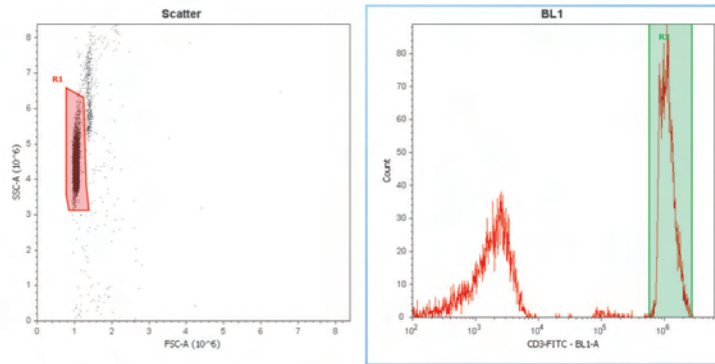 Scatter
R1
SSC-A (10^6)
8
7
6
5
4
3
2
1
0
0 1 2 3 4 5 6 7 8
FSC-A (10^6)
BL1
R2
Count
80
70
60
50
40
30
20
10
0
10^2 10^3 10^4 10^5 10^6
CD3-FITC - BL1-A